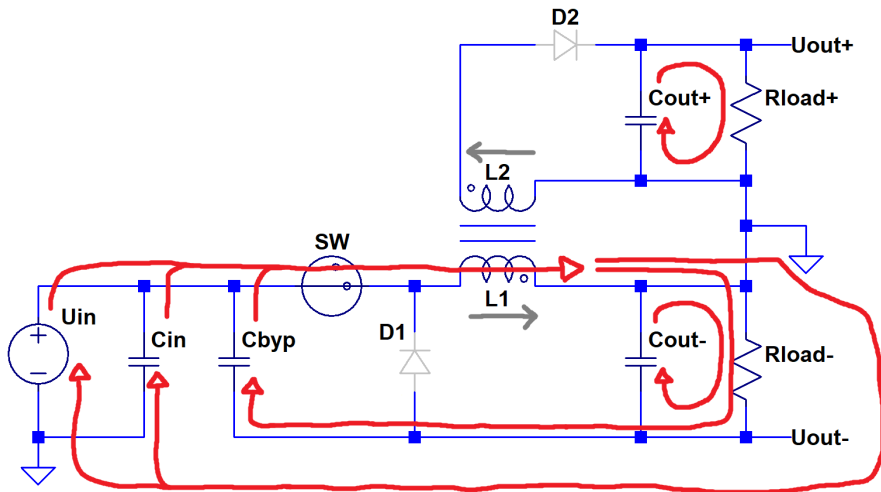 D2
Uout+
Cout+
Rload+
L2
SW
L1
Uin
Cin
Cbyp
D1
Cout-
Rload-
Uout-